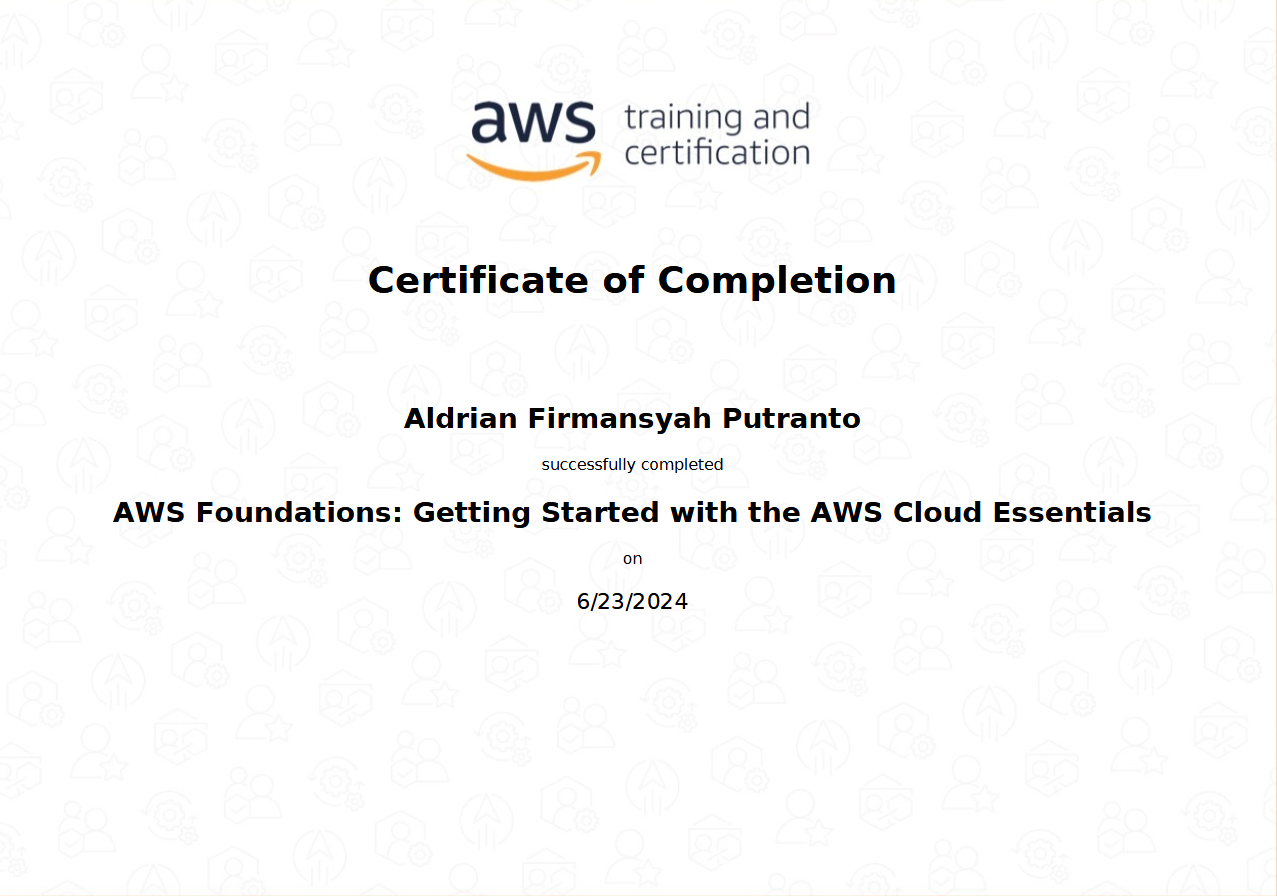 aws training and
certification
Certificate of Completion
Aldrian Firmansyah Putranto
successfully completed
AWS Foundations: Getting Started with the AWS Cloud Essentials
on
6/23/2024